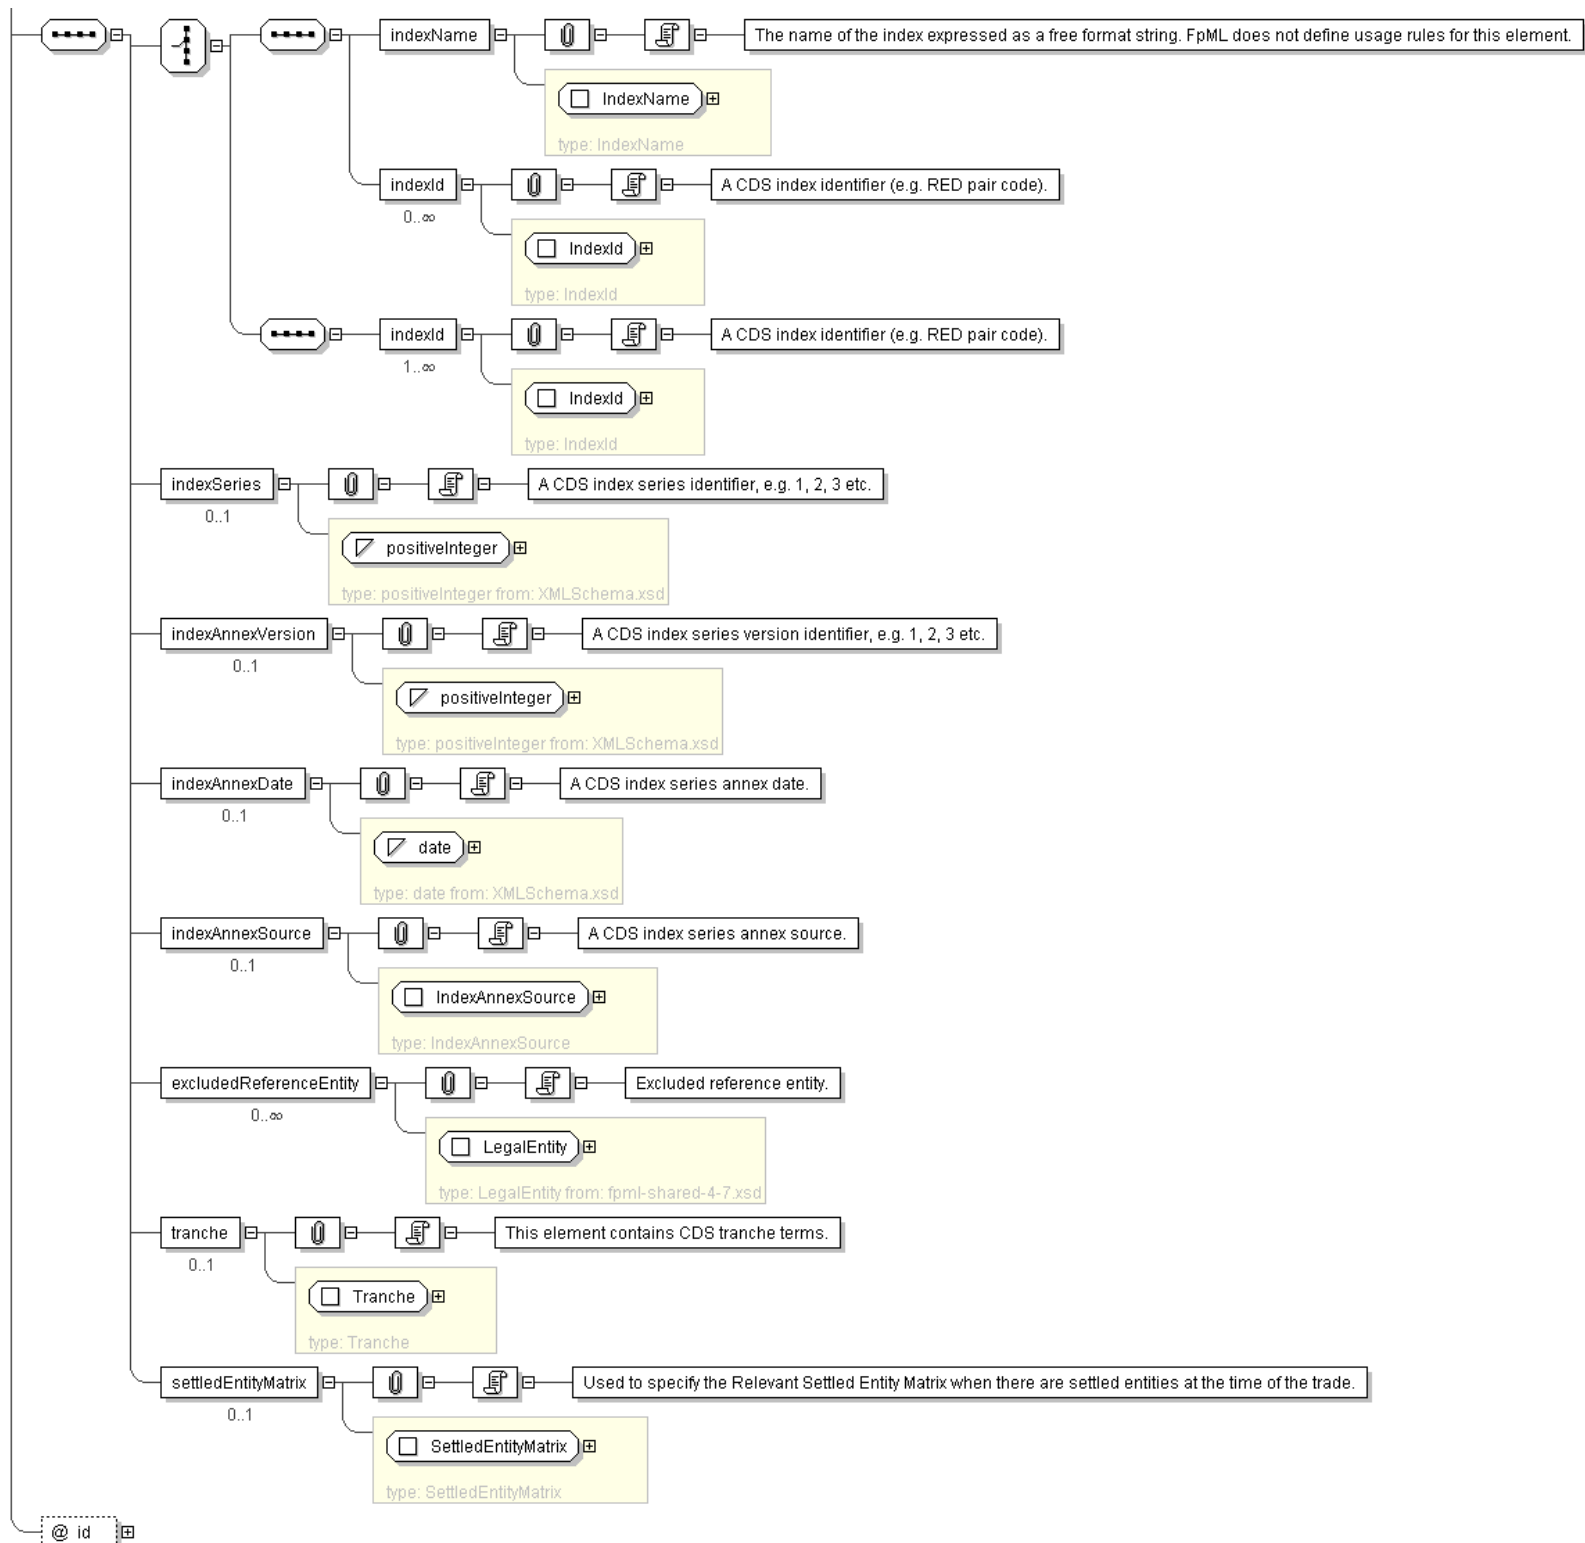 indexName
The name of the index expressed as a free format string. FpML does not define usage rules for this element.
IndexName
type: IndexName
indexId
A CDS index identifier (e.g. RED pair code).
0..∞
IndexId
type: IndexId
indexId
A CDS index identifier (e.g. RED pair code).
1..∞
IndexId
type: IndexId
indexSeries
A CDS index series identifier, e.g. 1, 2, 3 etc.
0..1
positiveInteger
type: positiveInteger from: XMLSchema.xsd
indexAnnexVersion
A CDS index series version identifier, e.g. 1, 2, 3 etc.
0..1
positiveInteger
type: positiveInteger from: XMLSchema.xsd
indexAnnexDate
A CDS index series annex date.
0..1
date
type: date from: XMLSchema.xsd
indexAnnexSource
A CDS index series annex source.
0..1
IndexAnnexSource
type: IndexAnnexSource
excludedReferenceEntity
Excluded reference entity.
0..∞
LegalEntity
type: LegalEntity from: fpml-shared-4-7.xsd
tranche
This element contains CDS tranche terms.
0..1
Tranche
type: Tranche
settledEntityMatrix
Used to specify the Relevant Settled Entity Matrix when there are settled entities at the time of the trade.
0..1
SettledEntityMatrix
type: SettledEntityMatrix
@ id